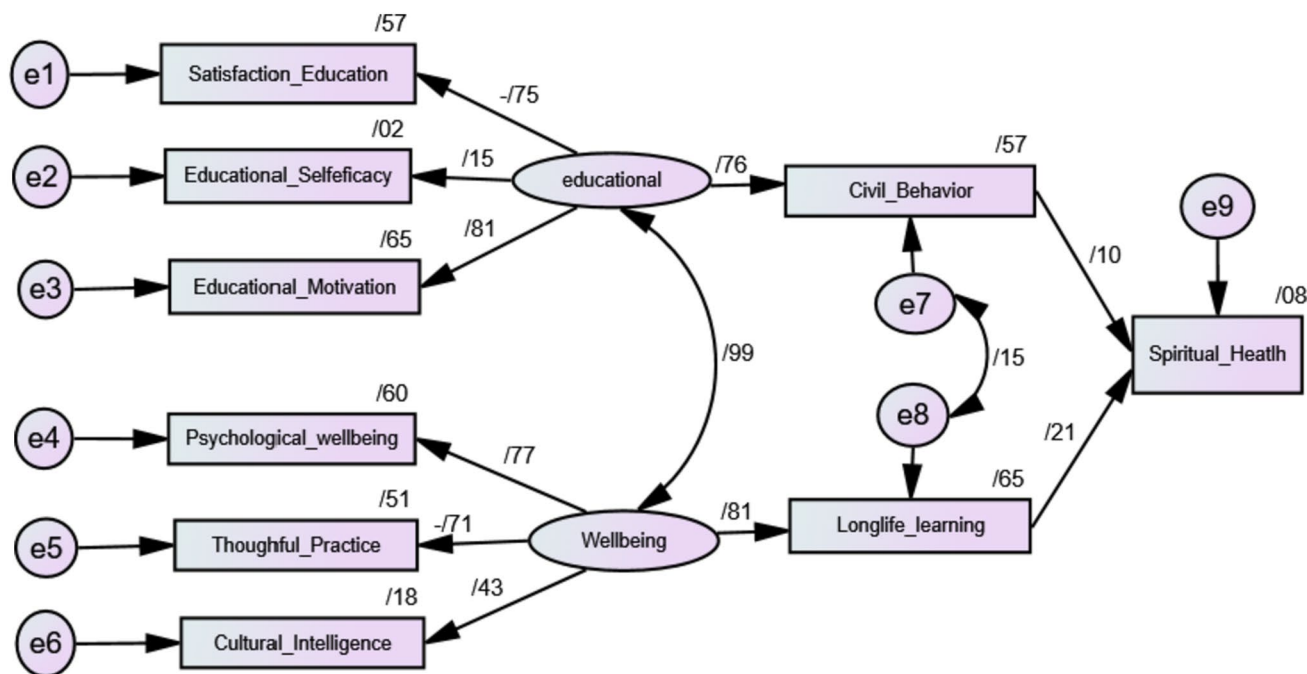 /57
e1
Satisfaction_Education
-/75
/02
e2
Educational_Selfeficacy
/15
educational
/76
/57
Civil_Behavior
e9
/81
/65
e3
Educational_Motivation
/10
e7
/08
/99
/15
Spiritual_Heatlh
/60
e8
e4
Psychological_wellbeing
/77
/21
/51
/65
e5
Thoughful_Practice
-/71
Wellbeing
/81
Longlife_learning
/18
/43
e6
Cultural_Intelligence